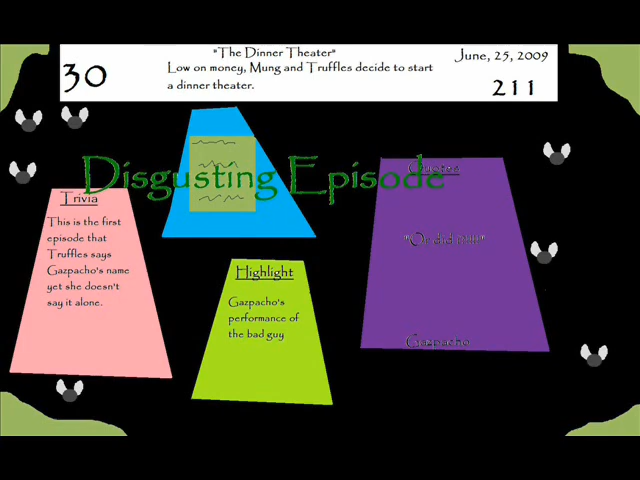 30
"The Dinner Theater"
June, 25, 2009
Low on money, Mung and Truffles decide to start
a dinner theater.
211
Disgusting Episode
Trivia
This is the first
episode that
Truffles says
Gazpacho's name
yet she doesn't
say it alone.
Highlight
Gazpacho's
performance of
the bad guy
Gazpacho